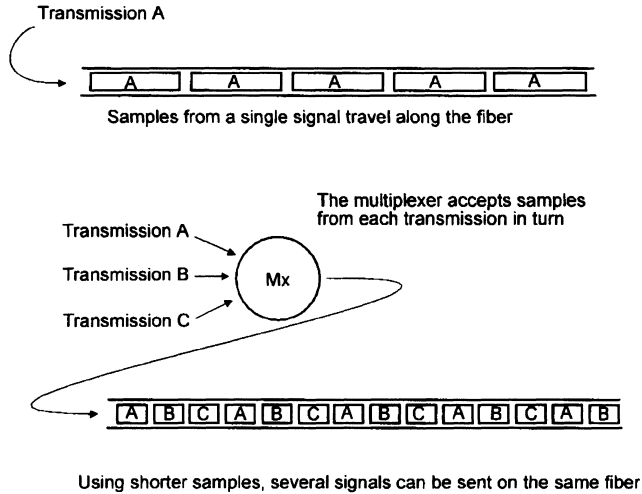 Transmission A
A A A A A
Samples from a single signal travel along the fiber
The multiplexer accepts samples
from each transmission in turn
Transmission A
Transmission B
Transmission C
Mx
A B C A B C A B C A B C A B
Using shorter samples, several signals can be sent on the same fiber